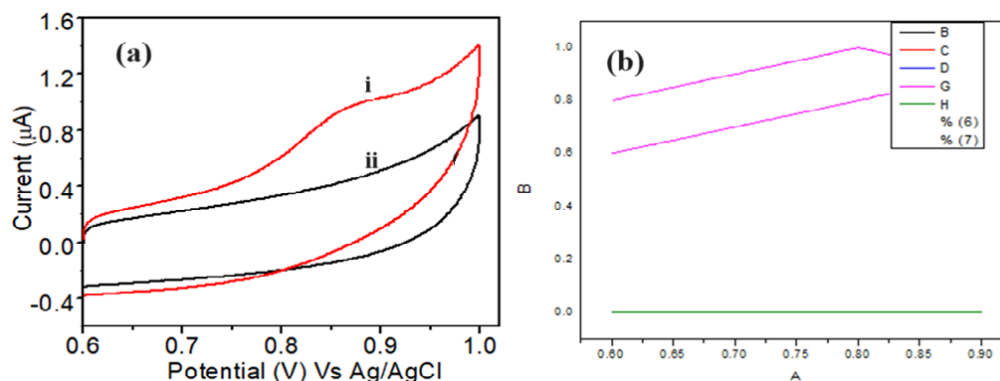 (a)
i
ii
1.6
1.2
0.8
0.4
0.0
-0.4
Current (µA)
0.6 0.7 0.8 0.9 1.0
Potential (V) Vs Ag/AgCl
(b)
B
C
D
G
H
% (6)
% (7)
1.0
0.8
0.6
0.4
0.2
0.0
B
0.60 0.65 0.70 0.75 0.80 0.85 0.90
A